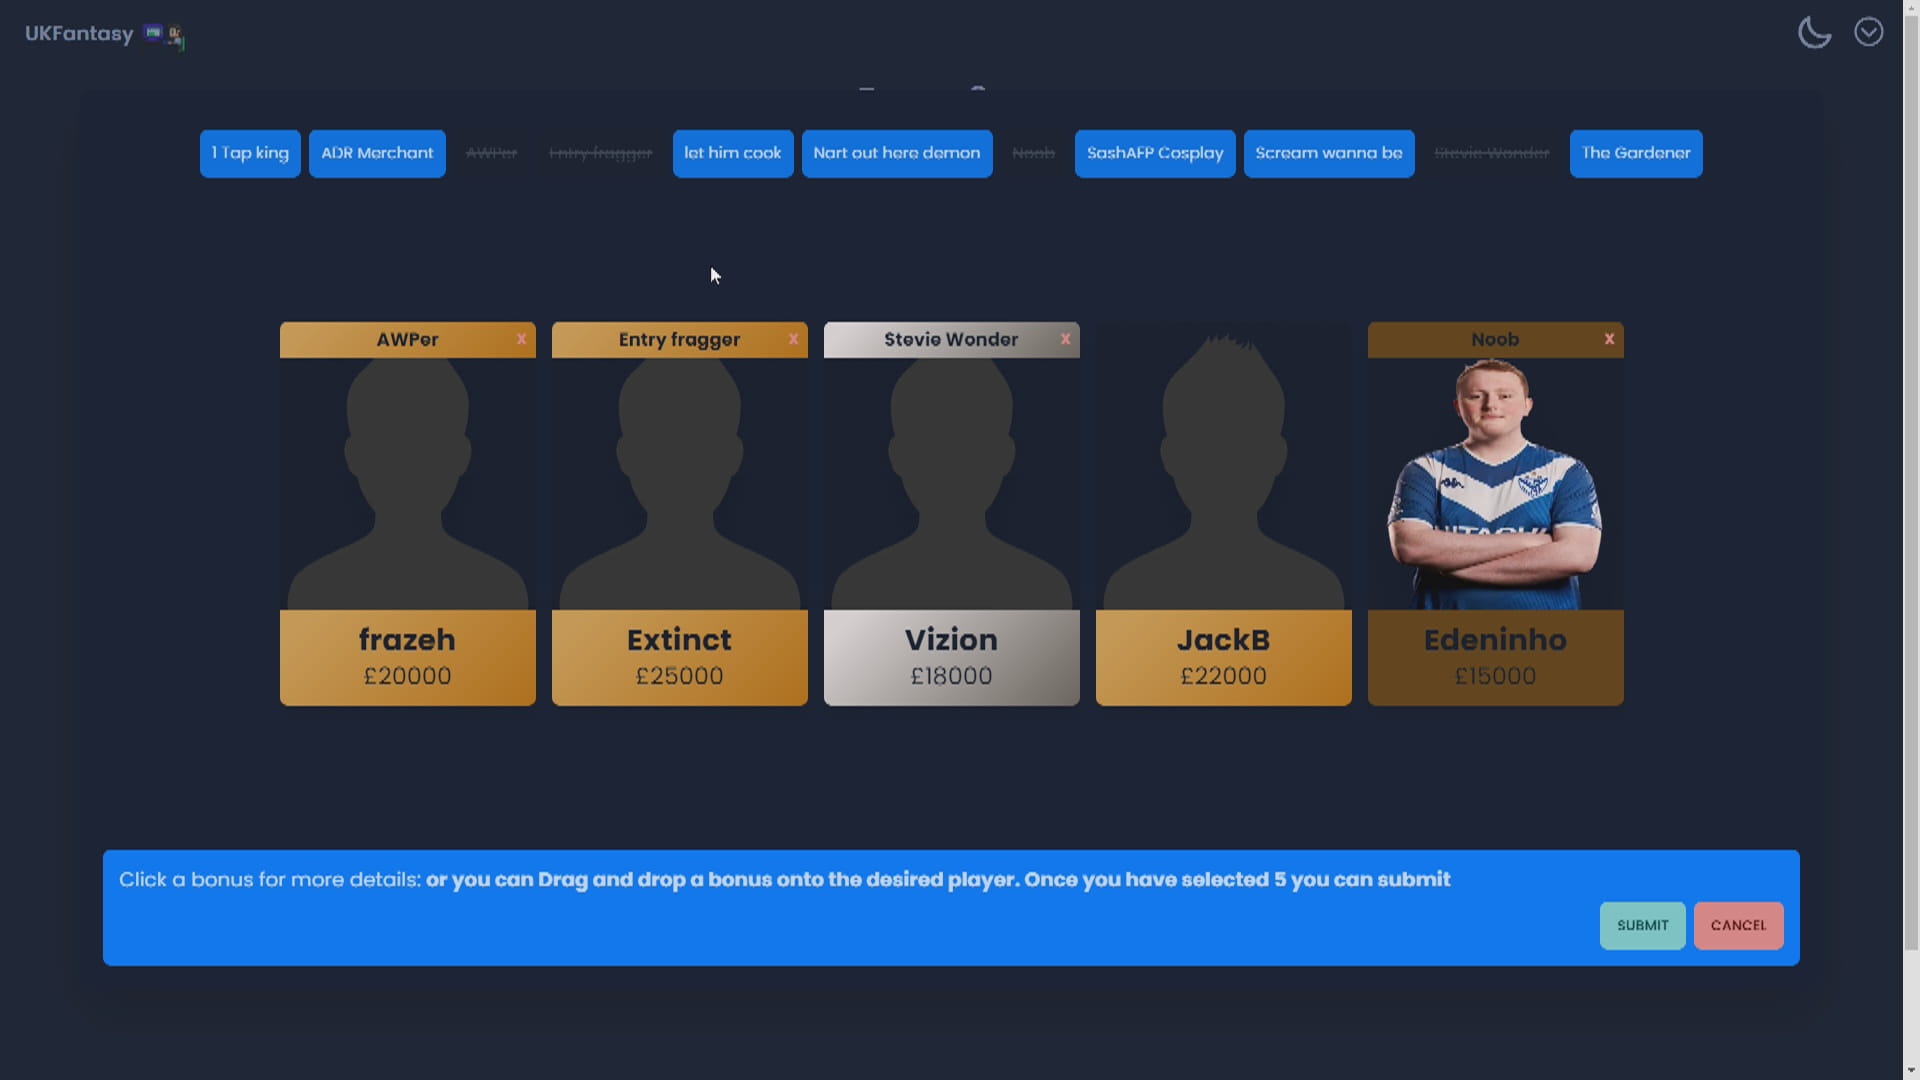 UKFantasy
1 Tap king ADR Merchant AWPer Entry fragger let him cook Nart out here demon Noob SashAFP Cosplay Scream wanna be Stevie Wonder The Gardener
AWPer x Entry fragger x Stevie Wonder x Noob x
frazeh Extinct Vizion JackB Edeninho
£20000 £25000 £18000 £22000 £15000
Click a bonus for more details: or you can Drag and drop a bonus onto the desired player. Once you have selected 5 you can submit
SUBMIT CANCEL